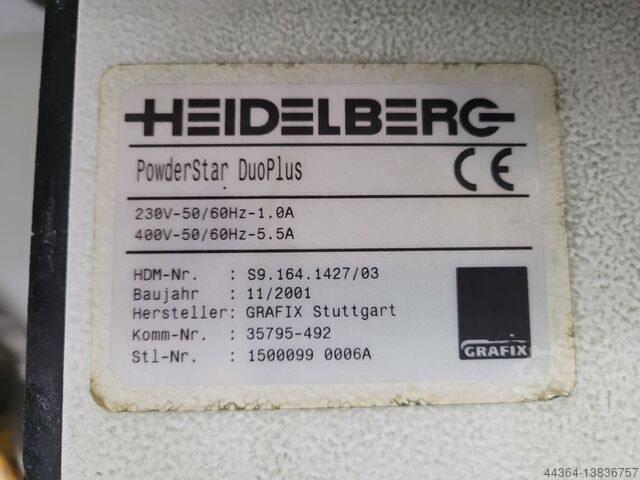 HEIDELBERG
PowderStar DuoPlus
CE
230V-50/60Hz-1.0A
400V-50/60Hz-5.5A
HDM-Nr. : S9.164.1427/03
Baujahr : 11/2001
Hersteller: GRAFIX Stuttgart
Komm-Nr. : 35795-492
Stl-Nr. : 1500099 0006A
GRAFIX
44364-13836757